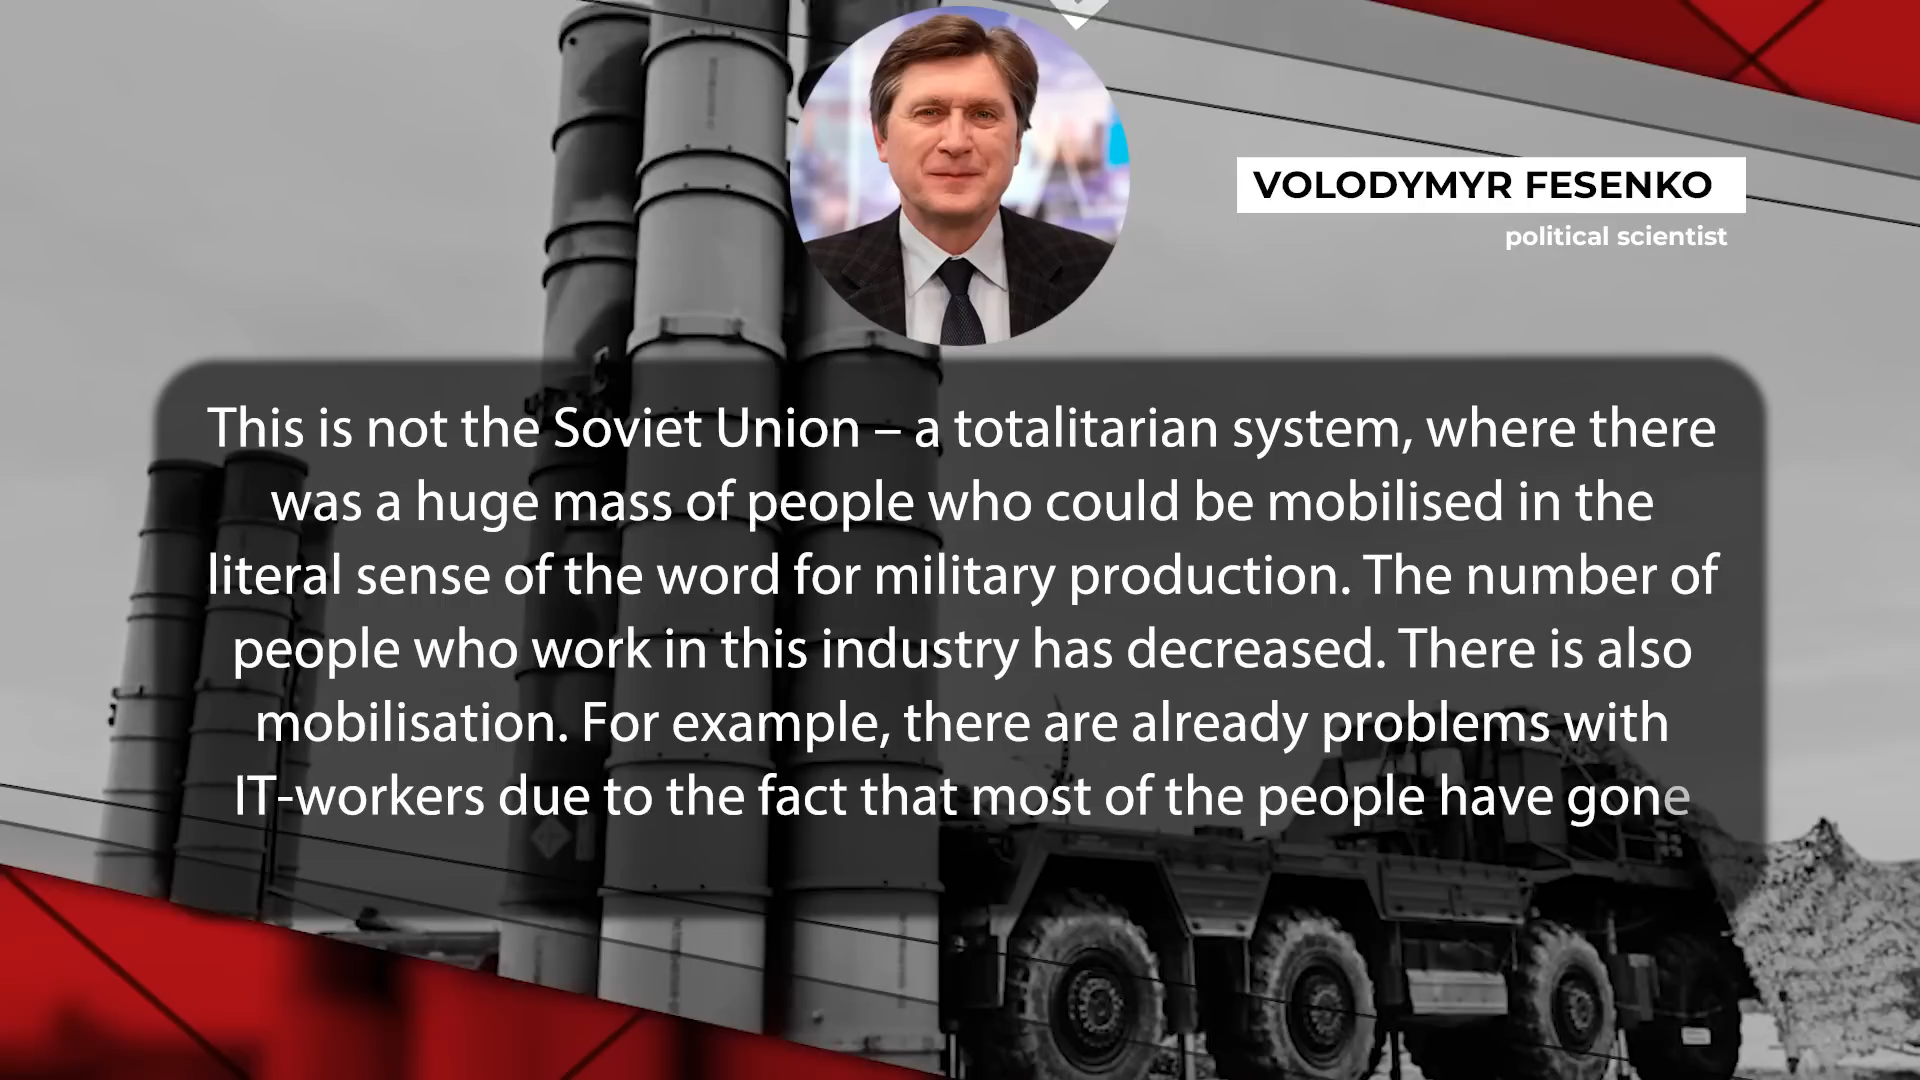 VOLODYMYR FESENKO
political scientist
This is not the Soviet Union – a totalitarian system, where there
was a huge mass of people who could be mobilised in the
literal sense of the word for military production. The number of
people who work in this industry has decreased. There is also
mobilisation. For example, there are already problems with
IT-workers due to the fact that most of the people have gone